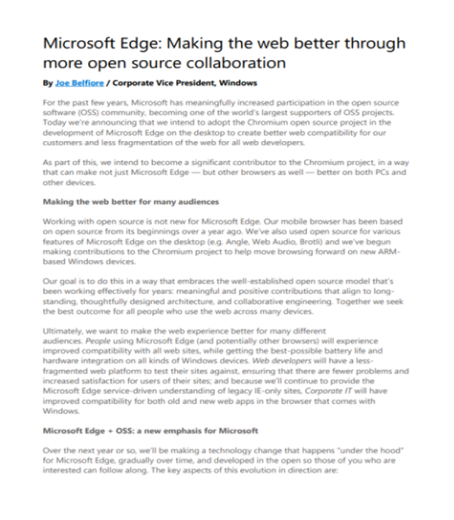 Microsoft Edge: Making the web better through
more open source collaboration
By Joe Belfiore / Corporate Vice President, Windows
For the past few years, Microsoft has meaningfully increased participation in the open source
software (OSS) community, becoming one of the world's largest supporters of OSS projects.
Today we're announcing that we intend to adopt the Chromium open source project in the
development of Microsoft Edge on the desktop to create better web compatibility for our
customers and less fragmentation of the web for all web developers.
As part of this, we intend to become a significant contributor to the Chromium project, in a way
that can make not just Microsoft Edge — but other browsers as well — better on both PCs and
other devices.
Making the web better for many audiences
Working with open source is not new for Microsoft Edge. Our mobile browser has been based
on open source from its beginnings over a year ago. We've also used open source for various
features of Microsoft Edge on the desktop (e.g. Angle, Web Audio, Brotli) and we've begun
making contributions to the Chromium project to help move browsing forward on new ARM-
based Windows devices.
Our goal is to do this in a way that embraces the well-established open source model that's
been working effectively for years: meaningful and positive contributions that align to long-
standing, thoughtfully designed architecture, and collaborative engineering. Together we seek
the best outcome for all people who use the web across many devices.
Ultimately, we want to make the web experience better for many different
audiences. People using Microsoft Edge (and potentially other browsers) will experience
improved compatibility with all web sites, while getting the best-possible battery life and
hardware integration on all kinds of Windows devices. Web developers will have a less-
fragmented web platform to test their sites against, ensuring that there are fewer problems and
increased satisfaction for users of their sites; and because we'll continue to provide the
Microsoft Edge service-driven understanding of legacy IE-only sites, Corporate IT will have
improved compatibility for both old and new web apps in the browser that comes with
Windows.
Microsoft Edge + OSS: a new emphasis for Microsoft
Over the next year or so, we'll be making a technology change that happens "under the hood"
for Microsoft Edge, gradually over time, and developed in the open so those of you who are
interested can follow along. The key aspects of this evolution in direction are: